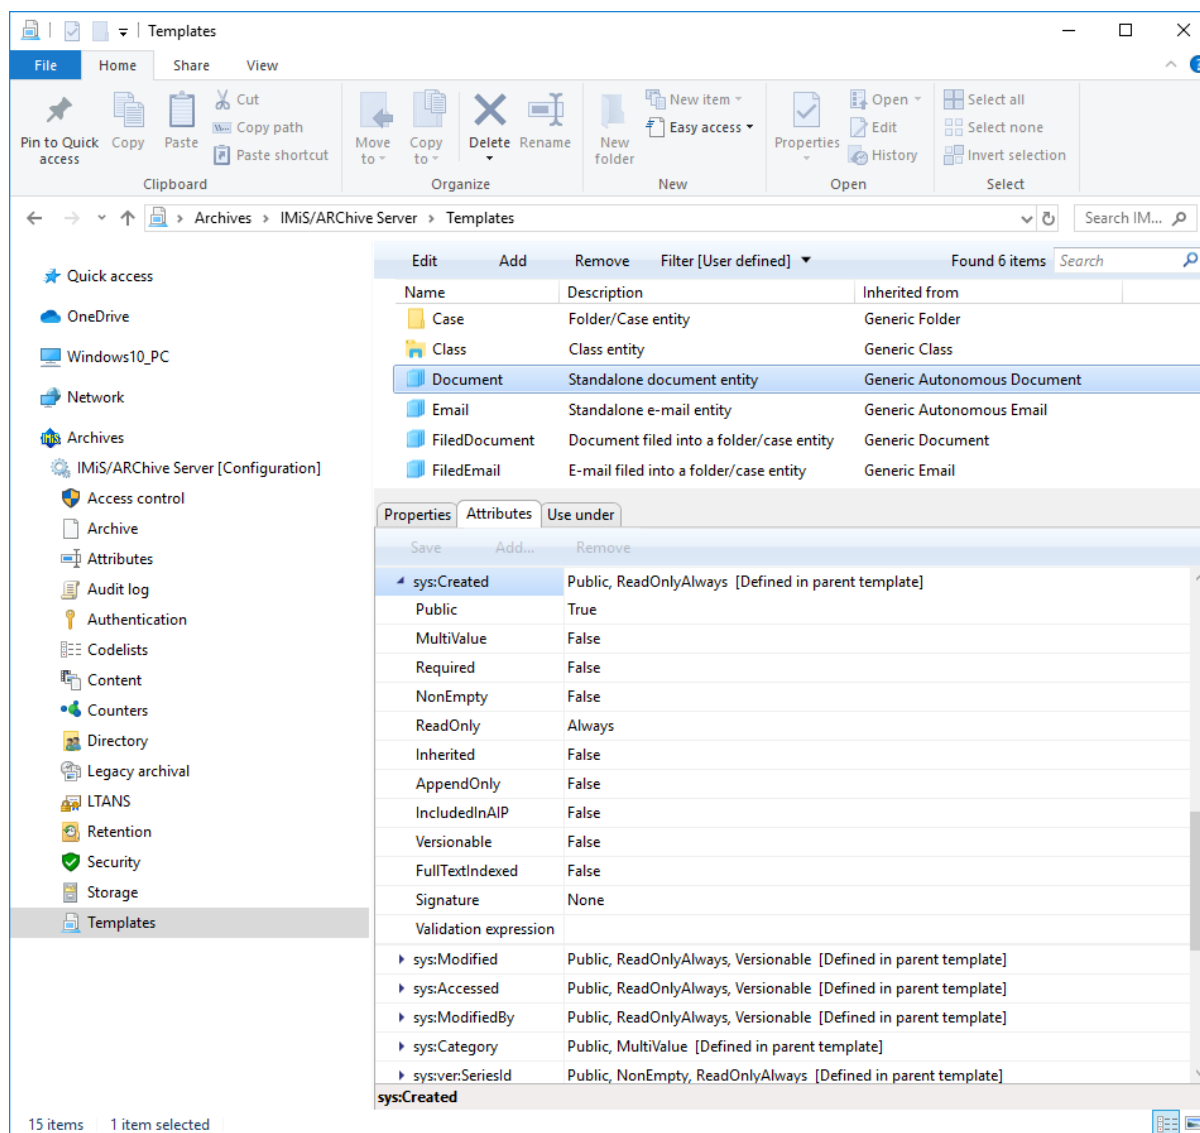 Templates
File Home Share View
Pin to Quick access
Copy
Paste
Cut
Copy path
Paste shortcut
Clipboard
Move to
Copy to
Delete
Rename
Organize
New folder
New item
Easy access
New
Properties
Open
Edit
History
Open
Select all
Select none
Invert selection
Select
Archives > IMiS/ARChive Server > Templates
Search IM...
Quick access
OneDrive
Windows10_PC
Network
Archives
IMiS/ARChive Server [Configuration]
Access control
Archive
Attributes
Audit log
Authentication
Codelists
Content
Counters
Directory
Legacy archival
LTANS
Retention
Security
Storage
Templates
Edit Add Remove Filter [User defined] Found 6 items Search
Name Description Inherited from
Case Folder/Case entity Generic Folder
Class Class entity Generic Class
Document Standalone document entity Generic Autonomous Document
Email Standalone e-mail entity Generic Autonomous Email
FiledDocument Document filed into a folder/case entity Generic Document
FiledEmail E-mail filed into a folder/case entity Generic Email
Properties Attributes Use under
Save Add... Remove
sys:Created Public, ReadOnlyAlways [Defined in parent template]
Public True
MultiValue False
Required False
NonEmpty False
ReadOnly Always
Inherited False
AppendOnly False
IncludedInAIP False
Versionable False
FullTextIndexed False
Signature None
Validation expression
sys:Modified Public, ReadOnlyAlways, Versionable [Defined in parent template]
sys:Accessed Public, ReadOnlyAlways, Versionable [Defined in parent template]
sys:ModifiedBy Public, ReadOnlyAlways, Versionable [Defined in parent template]
sys:Category Public, MultiValue [Defined in parent template]
sys:ver:SeriesId Public, NonEmpty, ReadOnlyAlways [Defined in parent template]
sys:Created
15 items 1 item selected